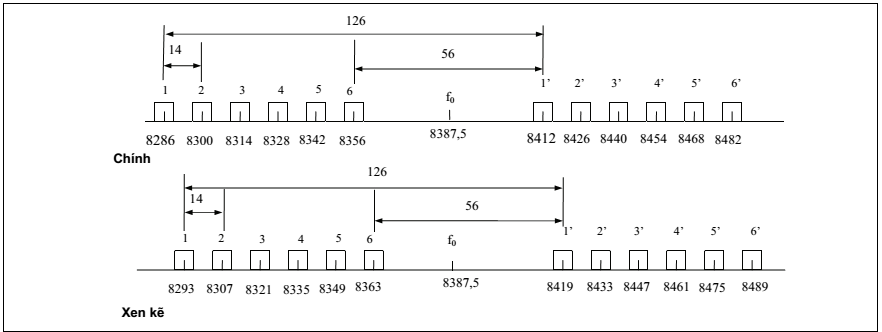 126
14
56
1 2 3 4 5 6 f₀ 1’ 2’ 3’ 4’ 5’ 6’
8286 8300 8314 8328 8342 8356 8387,5 8412 8426 8440 8454 8468 8482
Chính
126
14
56
1 2 3 4 5 6 f₀ 1’ 2’ 3’ 4’ 5’ 6’
8293 8307 8321 8335 8349 8363 8387,5 8419 8433 8447 8461 8475 8489
Xen kẽ